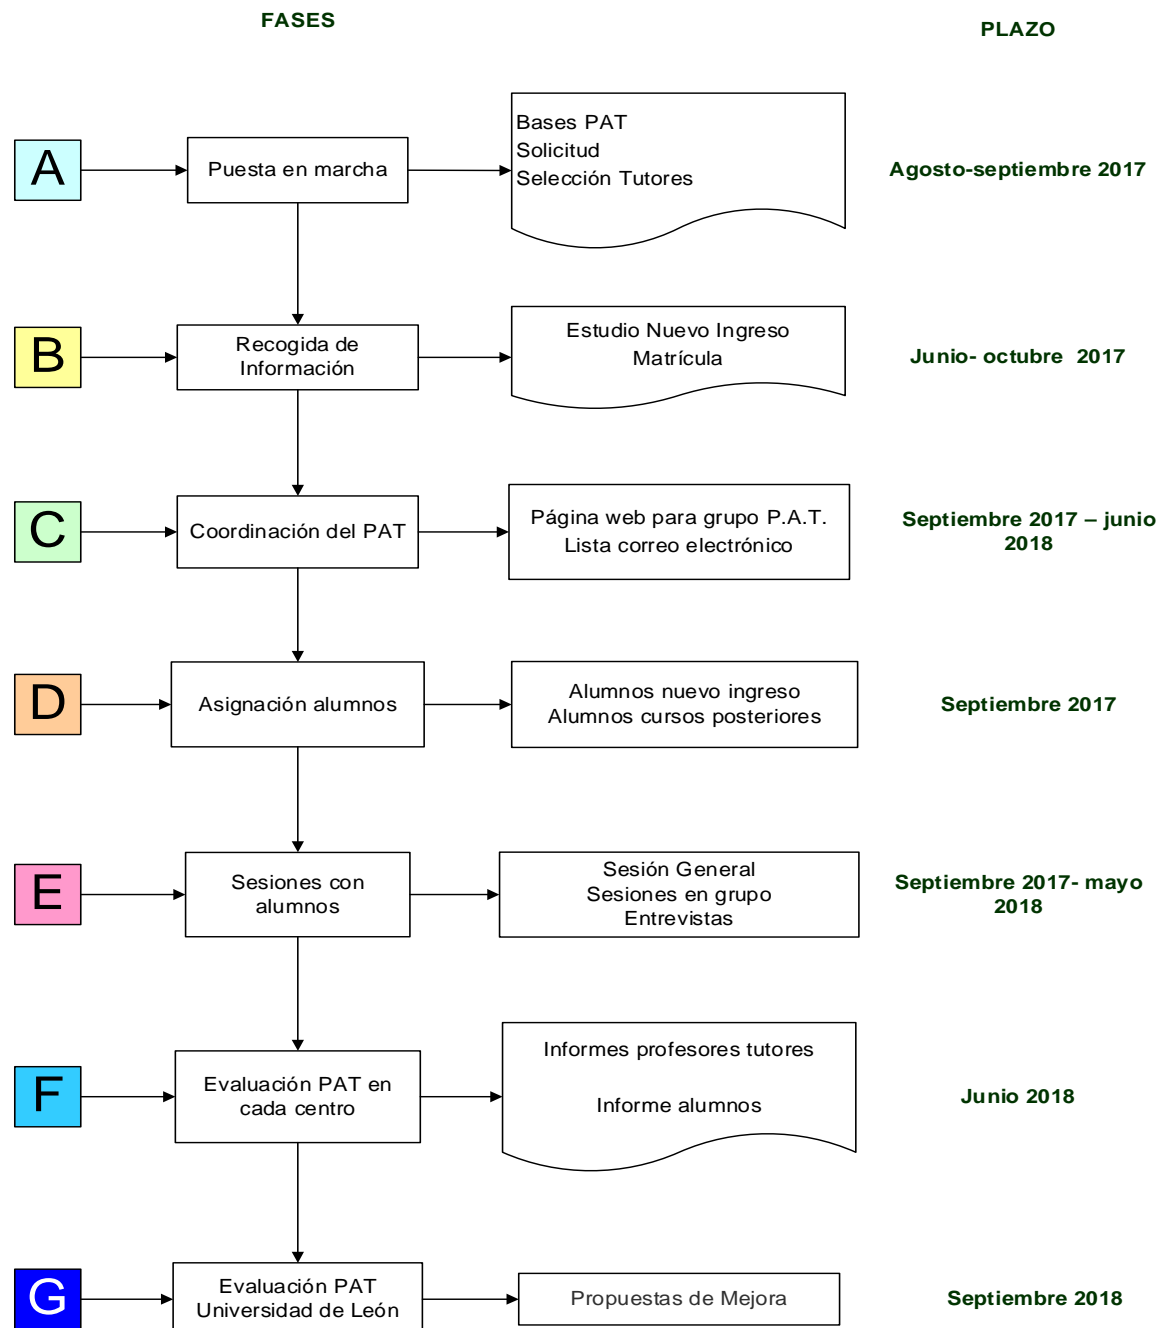 FASES
PLAZO
A
Puesta en marcha
Bases PAT
Solicitud
Selección Tutores
Agosto-septiembre 2017
B
Recogida de
Información
Estudio Nuevo Ingreso
Matrícula
Junio- octubre 2017
C
Coordinación del PAT
Página web para grupo P.A.T.
Lista correo electrónico
Septiembre 2017 – junio
2018
D
Asignación alumnos
Alumnos nuevo ingreso
Alumnos cursos posteriores
Septiembre 2017
E
Sesiones con
alumnos
Sesión General
Sesiones en grupo
Entrevistas
Septiembre 2017- mayo
2018
F
Evaluación PAT en
cada centro
Informes profesores tutores
Informe alumnos
Junio 2018
G
Evaluación PAT
Universidad de León
Propuestas de Mejora
Septiembre 2018